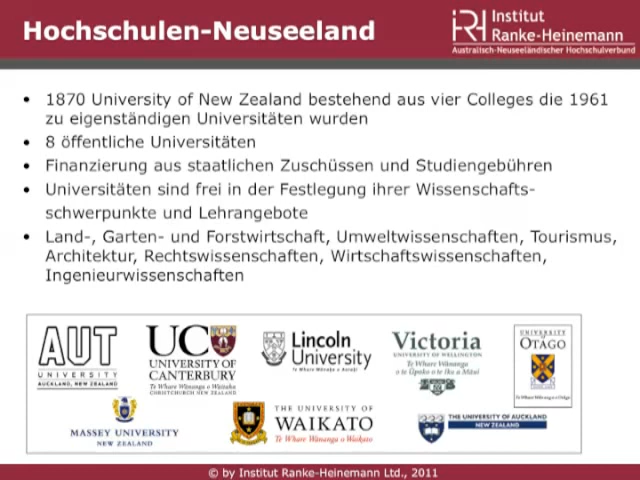 Hochschulen-Neuseeland
iRH Institut
Ranke-Heinemann
Australisch-Neuseeländischer Hochschulverbund
• 1870 University of New Zealand bestehend aus vier Colleges die 1961
zu eigenständigen Universitäten wurden
• 8 öffentliche Universitäten
• Finanzierung aus staatlichen Zuschüssen und Studiengebühren
• Universitäten sind frei in der Festlegung ihrer Wissenschafts-
schwerpunkte und Lehrangebote
• Land-, Garten- und Forstwirtschaft, Umweltwissenschaften, Tourismus,
Architektur, Rechtswissenschaften, Wirtschaftswissenschaften,
Ingenieurwissenschaften
AUT
UNIVERSITY
AUCKLAND, NEW ZEALAND
UC
UNIVERSITY OF
CANTERBURY
Te Whare Wānanga o Waitaha
CHRISTCHURCH NEW ZEALAND
Lincoln
University
Te Whare Wānaka o Aoraki
Victoria
UNIVERSITY OF WELLINGTON
Te Whare Wānanga
o te Ūpoko o te Ika a Māui
UNIVERSITY
of
OTAGO
Te Whare Wānanga o Otāgo
MASSEY UNIVERSITY
NEW ZEALAND
THE UNIVERSITY OF
WAIKATO
Te Whare Wānanga o Waikato
THE UNIVERSITY OF AUCKLAND
NEW ZEALAND
© by Institut Ranke-Heinemann Ltd., 2011